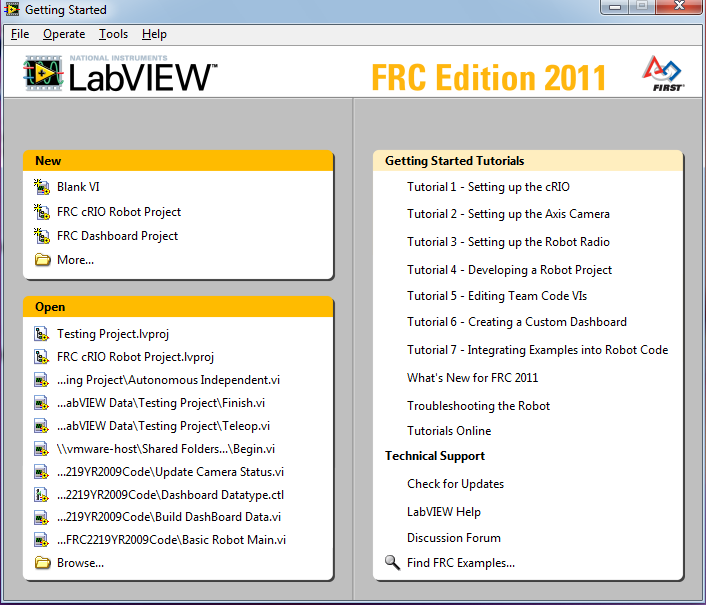 Getting Started
File Operate Tools Help
NATIONAL INSTRUMENTS
LabVIEW™
FRC Edition 2011
FIRST®
New
Blank VI
FRC cRIO Robot Project
FRC Dashboard Project
More...
Open
Testing Project.lvproj
FRC cRIO Robot Project.lvproj
...ing Project\Autonomous Independent.vi
...abVIEW Data\Testing Project\Finish.vi
...abVIEW Data\Testing Project\Teleop.vi
\\vmware-host\Shared Folders...\Begin.vi
...219YR2009Code\Update Camera Status.vi
...2219YR2009Code\Dashboard Datatype.ctl
...219YR2009Code\Build DashBoard Data.vi
...FRC2219YR2009Code\Basic Robot Main.vi
Browse...
Getting Started Tutorials
Tutorial 1 - Setting up the cRIO
Tutorial 2 - Setting up the Axis Camera
Tutorial 3 - Setting up the Robot Radio
Tutorial 4 - Developing a Robot Project
Tutorial 5 - Editing Team Code VIs
Tutorial 6 - Creating a Custom Dashboard
Tutorial 7 - Integrating Examples into Robot Code
What's New for FRC 2011
Troubleshooting the Robot
Tutorials Online
Technical Support
Check for Updates
LabVIEW Help
Discussion Forum
Find FRC Examples...